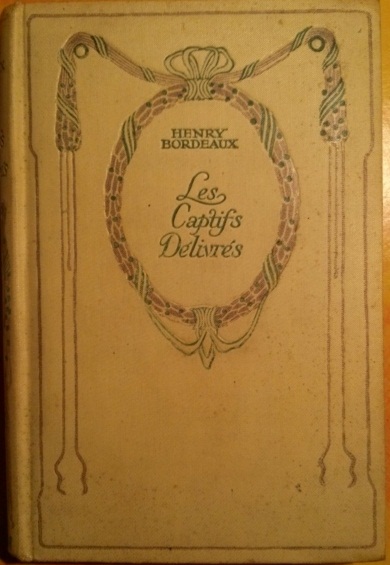 HENRY
BORDEAUX
Les
Captifs
Délivrés